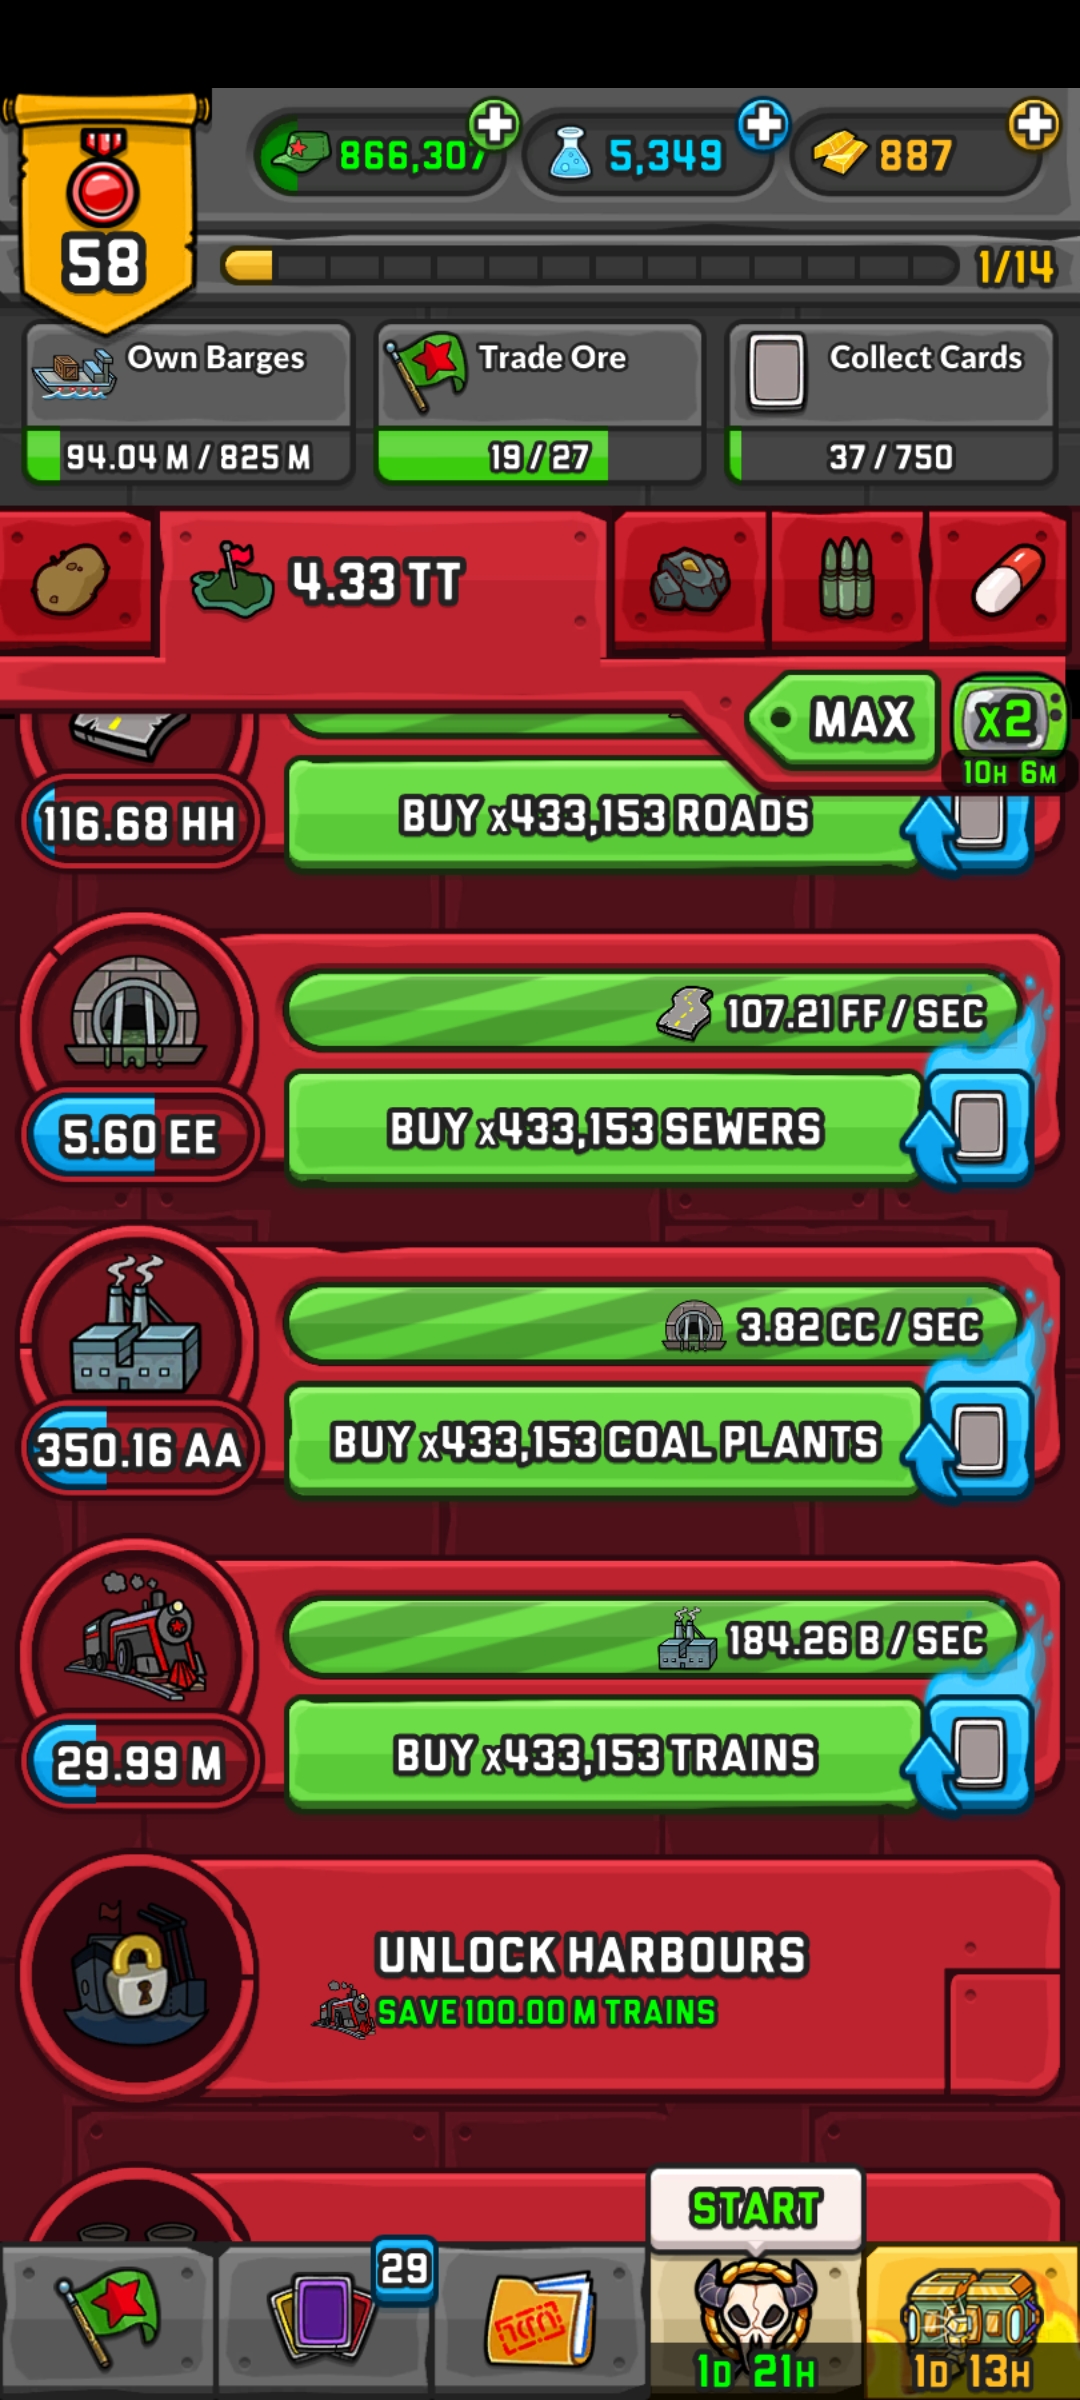 866,307
5,349
887
58
1/14
Own Barges
94.04 M / 825 M
Trade Ore
19 / 27
Collect Cards
37 / 750
4.33 TT
MAX
x2
10H 6M
116.68 HH
BUY x433,153 ROADS
107.21 FF / SEC
5.60 EE
BUY x433,153 SEWERS
3.82 CC / SEC
350.16 AA
BUY x433,153 COAL PLANTS
184.26 B / SEC
29.99 M
BUY x433,153 TRAINS
UNLOCK HARBOURS
SAVE 100.00 M TRAINS
START
29
1D 21H
1D 13H